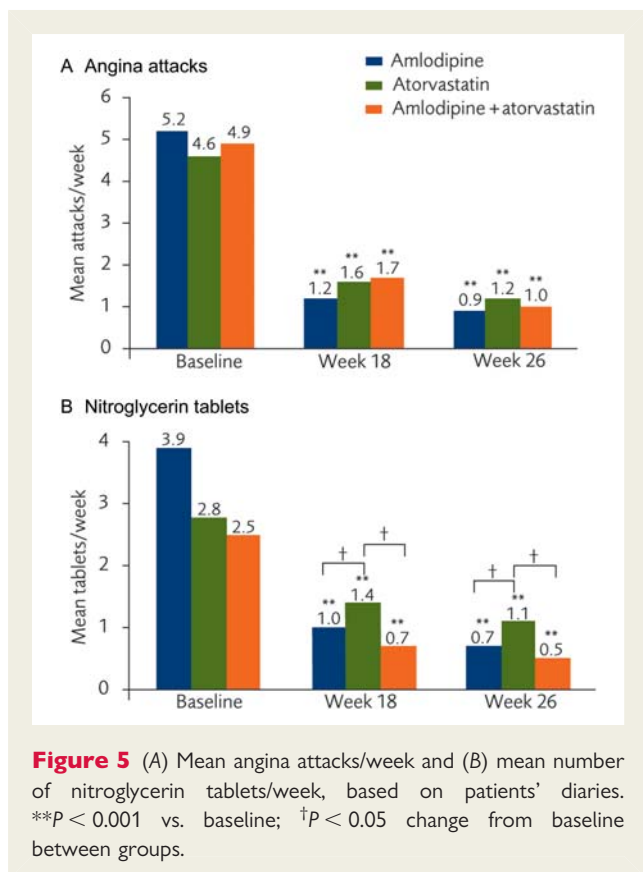 A Angina attacks
Amlodipine
Atorvastatin
Amlodipine + atorvastatin
Mean attacks/week
6
5
4
3
2
1
0
5.2
4.6
4.9
**
1.2
**
1.6
**
1.7
**
0.9
**
1.2
**
1.0
Baseline
Week 18
Week 26
B Nitroglycerin tablets
Mean tablets/week
4
3
2
1
0
3.9
2.8
2.5
†
†
**
1.0
**
1.4
**
0.7
†
†
**
0.7
**
1.1
**
0.5
Baseline
Week 18
Week 26
Figure 5 (A) Mean angina attacks/week and (B) mean number
of nitroglycerin tablets/week, based on patients' diaries.
**P < 0.001 vs. baseline; †P < 0.05 change from baseline
between groups.